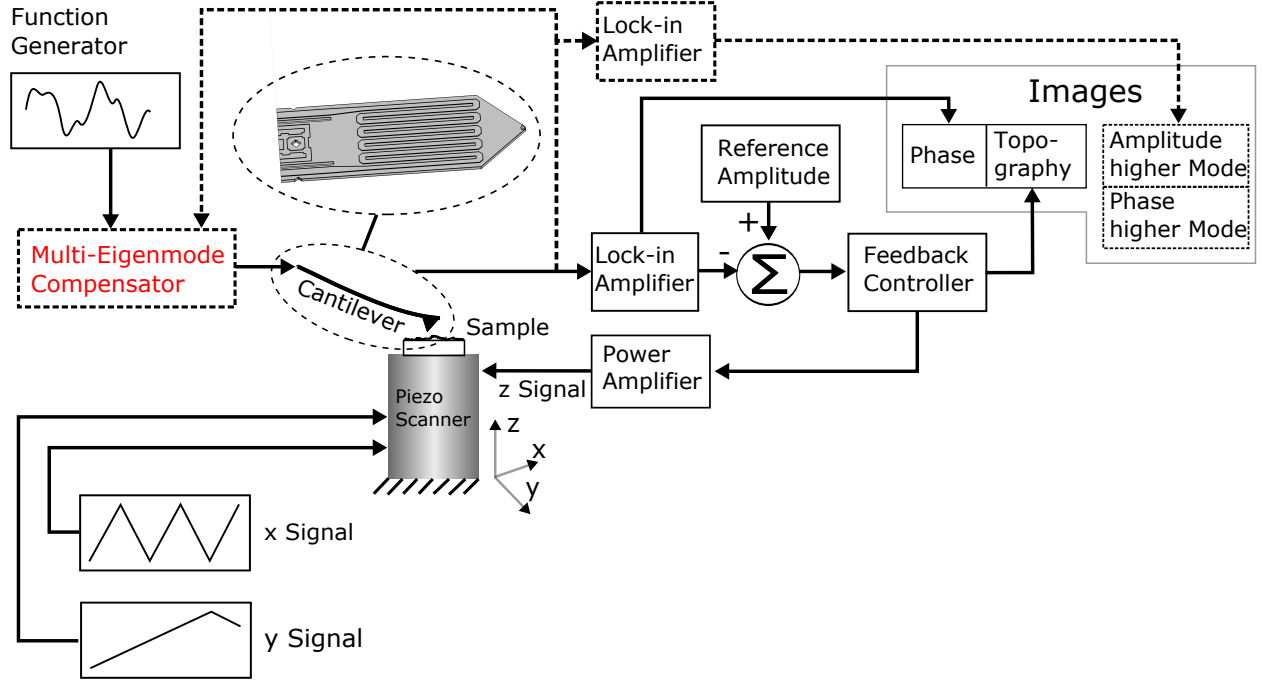 Function
Generator
Lock-in
Amplifier
Images
Reference
Amplitude
Phase
Topo-
graphy
Amplitude
higher Mode
Phase
higher Mode
Multi-Eigenmode
Compensator
Cantilever
Lock-in
Amplifier
+
-
Σ
Feedback
Controller
Sample
Power
Amplifier
z Signal
Piezo
Scanner
z
x
y
x Signal
y Signal